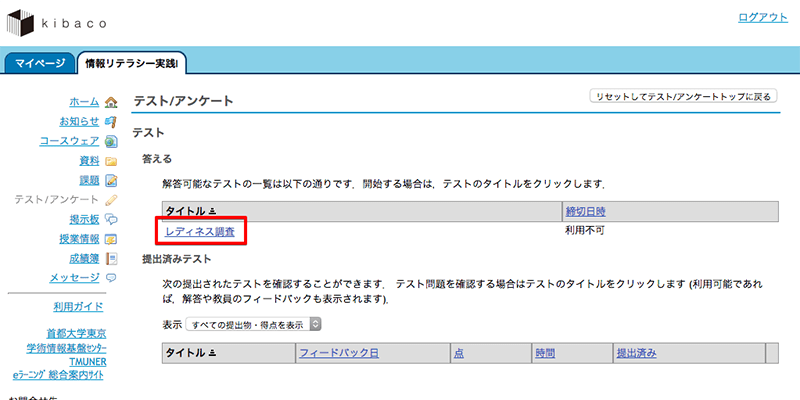 kibaco
ログアウト
マイページ
情報リテラシー実践I
ホーム
お知らせ
コースウェア
資料
課題
テスト/アンケート
掲示板
授業情報
成績簿
メッセージ
利用ガイド
首都大学東京
学術情報基盤センター
TMUNER
eラーニング 総合案内サイト
テスト/アンケート
リセットしてテスト/アンケートトップに戻る
テスト
答える
解答可能なテストの一覧は以下の通りです．開始する場合は，テストのタイトルをクリックします．
タイトル 締切日時
レディネス調査 利用不可
提出済みテスト
次の提出されたテストを確認することができます． テスト問題を確認する場合はテストのタイトルをクリックします (利用可能であれ
ば，解答や教員のフィードバックも表示されます)．
表示 すべての提出物・得点を表示
タイトル フィードバック日 点 時間 提出済み